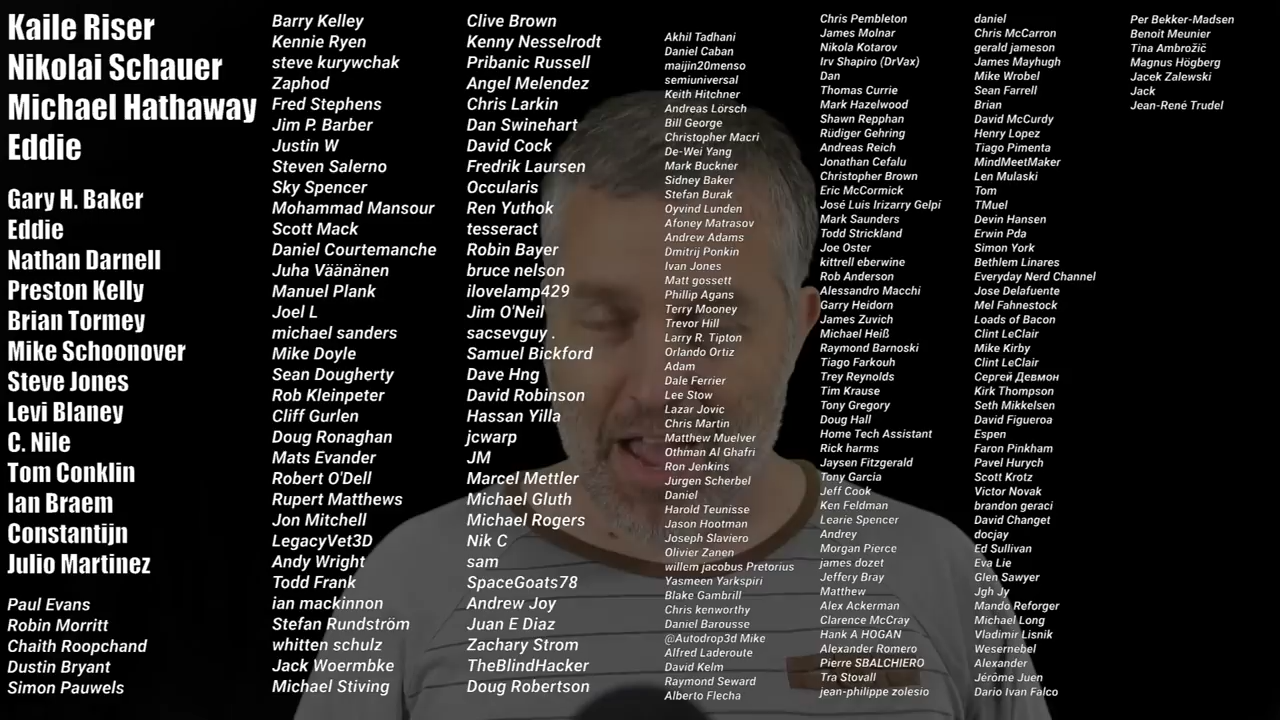 Kaile Riser
Nikolai Schauer
Michael Hathaway
Eddie
Gary H. Baker
Eddie
Nathan Darnell
Preston Kelly
Brian Tormey
Mike Schoonover
Steve Jones
Levi Blaney
C. Nile
Tom Conklin
Ian Braem
Constantijn
Julio Martinez
Paul Evans
Robin Morritt
Chaith Roopchand
Dustin Bryant
Simon Pauwels
Barry Kelley
Kennie Ryen
steve kurywchak
Zaphod
Fred Stephens
Jim P. Barber
Justin W
Steven Salerno
Sky Spencer
Mohammad Mansour
Scott Mack
Daniel Courtemanche
Juha Väänänen
Manuel Plank
Joel L
michael sanders
Mike Doyle
Sean Dougherty
Rob Kleinpeter
Cliff Gurlen
Doug Ronaghan
Mats Evander
Robert O'Dell
Rupert Matthews
Jon Mitchell
LegacyVet3D
Andy Wright
Todd Frank
ian mackinnon
Stefan Rundström
whitten schulz
Jack Woermbke
Michael Stiving
Clive Brown
Kenny Nesselrodt
Pribanic Russell
Angel Melendez
Chris Larkin
Dan Swinehart
David Cock
Fredrik Laursen
Occularis
Ren Yuthok
tesseract
Robin Bayer
bruce nelson
ilovelamp429
Jim O'Neil
sacsevguy .
Samuel Bickford
Dave Hng
David Robinson
Hassan Yilla
jcwarp
JM
Marcel Mettler
Michael Gluth
Michael Rogers
Nik C
sam
SpaceGoats78
Andrew Joy
Juan E Diaz
Zachary Strom
TheBlindHacker
Doug Robertson
Akhil Tadhani
Daniel Caban
maijin20menso
semiuniversal
Keith Hitchner
Andreas Lörsch
Bill George
Christopher Macri
De-Wei Yang
Mark Buckner
Sidney Baker
Stefan Burak
Oyvind Lunden
Afoney Matrasov
Andrew Adams
Dmitrij Ponkin
Ivan Jones
Matt gossett
Phillip Agans
Terry Mooney
Trevor Hill
Larry R. Tipton
Orlando Ortiz
Adam
Dale Ferrier
Lee Stow
Lazar Jovic
Chris Martin
Matthew Muelver
Othman Al Ghafri
Ron Jenkins
Jurgen Scherbel
Daniel
Harold Teunisse
Jason Hootman
Joseph Slaviero
Olivier Zanen
willem jacobus Pretorius
Yasmeen Yarkspiri
Blake Gambrill
Chris kenworthy
Daniel Barousse
@Autodrop3d Mike
Alfred Laderoute
David Kelm
Raymond Seward
Alberto Flecha
Chris Pembleton
James Molnar
Nikola Kotarov
Irv Shapiro (DrVax)
Dan
Thomas Currie
Mark Hazelwood
Shawn Repphan
Rüdiger Gehring
Andreas Reich
Jonathan Cefalu
Christopher Brown
Eric McCormick
José Luis Irizarry Gelpi
Mark Saunders
Todd Strickland
Joe Oster
kittrell eberwine
Rob Anderson
Alessandro Macchi
Garry Heidorn
James Zuvich
Michael Heiß
Raymond Barnoski
Tiago Farkouh
Trey Reynolds
Tim Krause
Tony Gregory
Doug Hall
Home Tech Assistant
Rick harms
Jaysen Fitzgerald
Tony Garcia
Jeff Cook
Ken Feldman
Learie Spencer
Andrey
Morgan Pierce
james dozet
Jeffery Bray
Matthew
Alex Ackerman
Clarence McCray
Hank A HOGAN
Alexander Romero
Pierre SBALCHIERO
Tra Stovall
jean-philippe zolesio
daniel
Chris McCarron
gerald jameson
James Mayhugh
Mike Wrobel
Sean Farrell
Brian
David McCurdy
Henry Lopez
Tiago Pimenta
MindMeetMaker
Len Mulaski
Tom
TMuel
Devin Hansen
Erwin Pda
Simon York
Bethlem Linares
Everyday Nerd Channel
Jose Delafuente
Mel Fahnestock
Loads of Bacon
Clint LeClair
Mike Kirby
Clint LeClair
Сергей Девмон
Kirk Thompson
Seth Mikkelsen
David Figueroa
Espen
Faron Pinkham
Pavel Hurych
Scott Krotz
Victor Novak
brandon geraci
David Changet
docjay
Ed Sullivan
Eva Lie
Glen Sawyer
Jgh Jy
Mando Reforger
Michael Long
Vladimir Lisnik
Wesernebel
Alexander
Jérôme Juen
Dario Ivan Falco
Per Bekker-Madsen
Benoit Meunier
Tina Ambrožič
Magnus Högberg
Jacek Zalewski
Jack
Jean-René Trudel